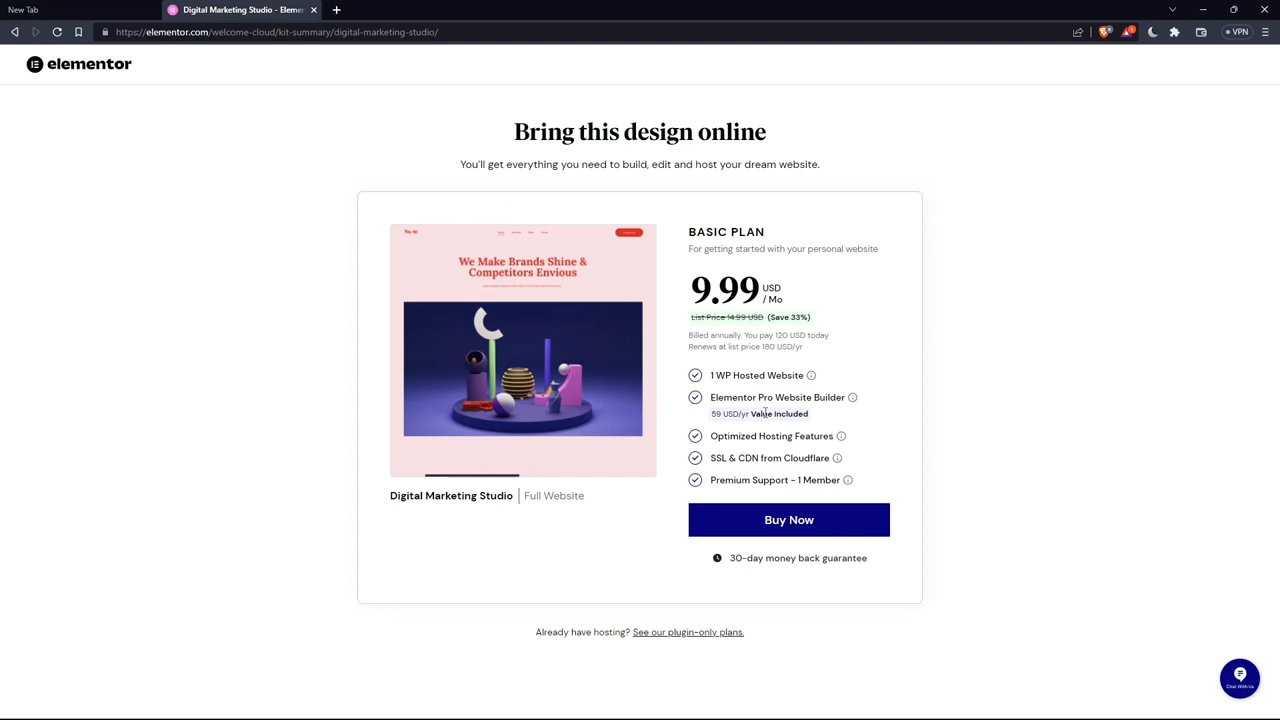 New Tab
Digital Marketing Studio - Eleme
https://elementor.com/welcome-cloud/kit-summary/digital-marketing-studio/
VPN
elementor
Bring this design online
You'll get everything you need to build, edit and host your dream website.
We Make Brands Shine &
Competitors Envious
Digital Marketing Studio | Full Website
BASIC PLAN
For getting started with your personal website
9.99 USD
/ Mo
List Price 14.99 USD (Save 33%)
Billed annually. You pay 120 USD today
Renews at list price 180 USD/yr
1 WP Hosted Website
Elementor Pro Website Builder
59 USD/yr Value Included
Optimized Hosting Features
SSL & CDN from Cloudflare
Premium Support - 1 Member
Buy Now
30-day money back guarantee
Already have hosting? See our plugin-only plans.
Chat With Us